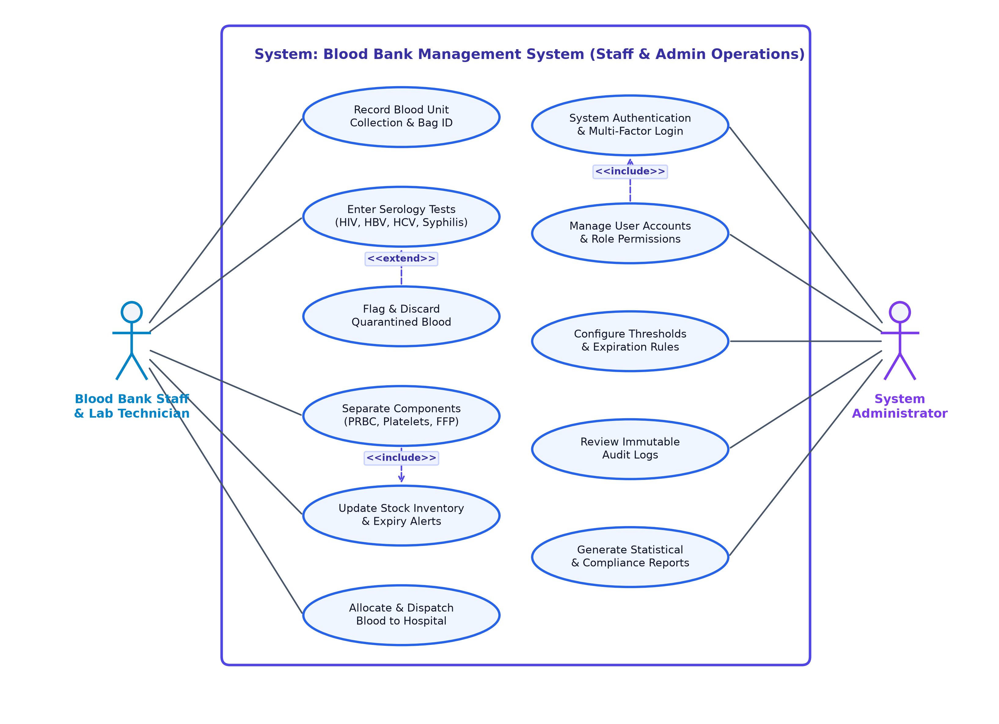 System: Blood Bank Management System (Staff & Admin Operations)
Record Blood Unit
Collection & Bag ID
Enter Serology Tests
(HIV, HBV, HCV, Syphilis)
<<extend>>
Flag & Discard
Quarantined Blood
Separate Components
(PRBC, Platelets, FFP)
<<include>>
Update Stock Inventory
& Expiry Alerts
Allocate & Dispatch
Blood to Hospital
System Authentication
& Multi-Factor Login
<<include>>
Manage User Accounts
& Role Permissions
Configure Thresholds
& Expiration Rules
Review Immutable
Audit Logs
Generate Statistical
& Compliance Reports
Blood Bank Staff
& Lab Technician
System
Administrator